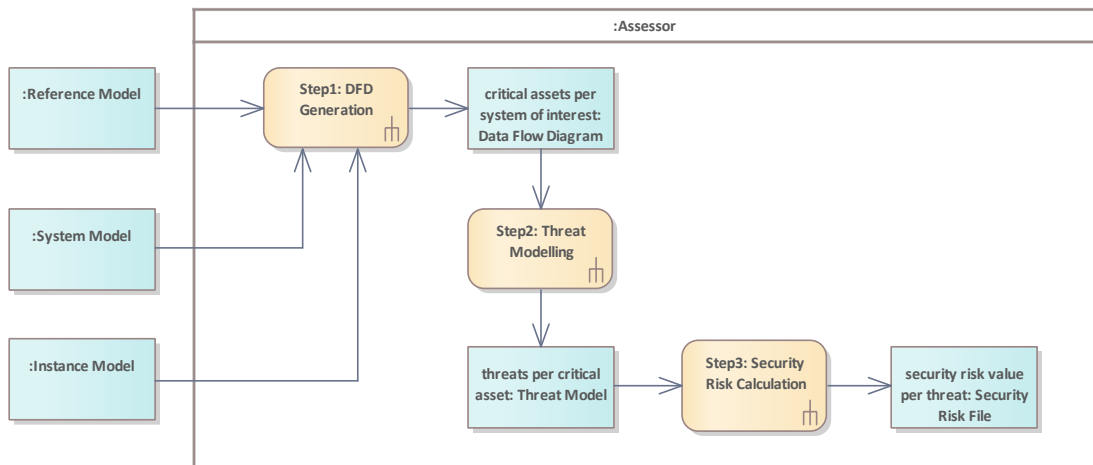 :Assessor
:Reference Model
Step1: DFD
Generation
critical assets per
system of interest:
Data Flow Diagram
:System Model
Step2: Threat
Modelling
:Instance Model
threats per critical
asset: Threat Model
Step3: Security
Risk Calculation
security risk value
per threat: Security
Risk File